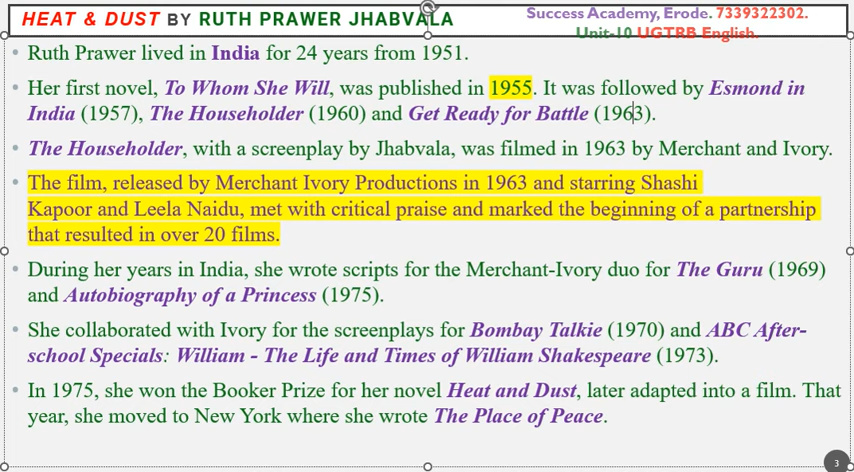 HEAT & DUST BY RUTH PRAWER JHABVALA
Success Academy, Erode. 7339322302.
Unit-10 UGTRB English.
• Ruth Prawer lived in India for 24 years from 1951.
• Her first novel, To Whom She Will, was published in 1955. It was followed by Esmond in
India (1957), The Householder (1960) and Get Ready for Battle (1963).
• The Householder, with a screenplay by Jhabvala, was filmed in 1963 by Merchant and Ivory.
• The film, released by Merchant Ivory Productions in 1963 and starring Shashi
Kapoor and Leela Naidu, met with critical praise and marked the beginning of a partnership
that resulted in over 20 films.
• During her years in India, she wrote scripts for the Merchant-Ivory duo for The Guru (1969)
and Autobiography of a Princess (1975).
• She collaborated with Ivory for the screenplays for Bombay Talkie (1970) and ABC After-
school Specials: William - The Life and Times of William Shakespeare (1973).
• In 1975, she won the Booker Prize for her novel Heat and Dust, later adapted into a film. That
year, she moved to New York where she wrote The Place of Peace.
3